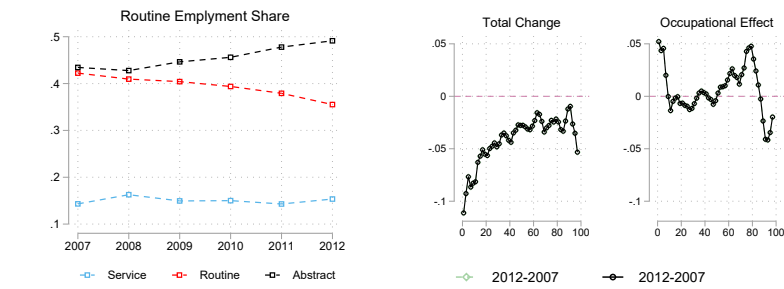 Routine Emplyment Share
.5
.4
.3
.2
.1
2007 2008 2009 2010 2011 2012
Service Routine Abstract
Total Change
.05
0
-.05
-.1
0 20 40 60 80 100
Occupational Effect
.05
0
-.05
-.1
0 20 40 60 80 100
2012-2007 2012-2007